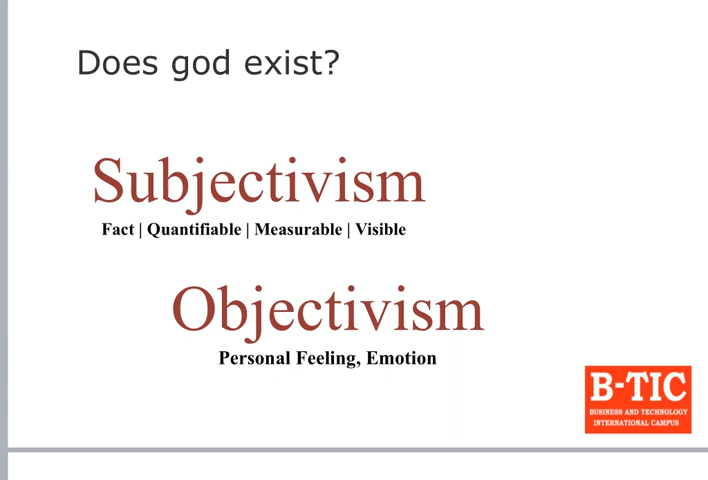 Does god exist?
Subjectivism
Fact | Quantifiable | Measurable | Visible
Objectivism
Personal Feeling, Emotion
B-TIC
BUSINESS AND TECHNOLOGY
INTERNATIONAL CAMPUS